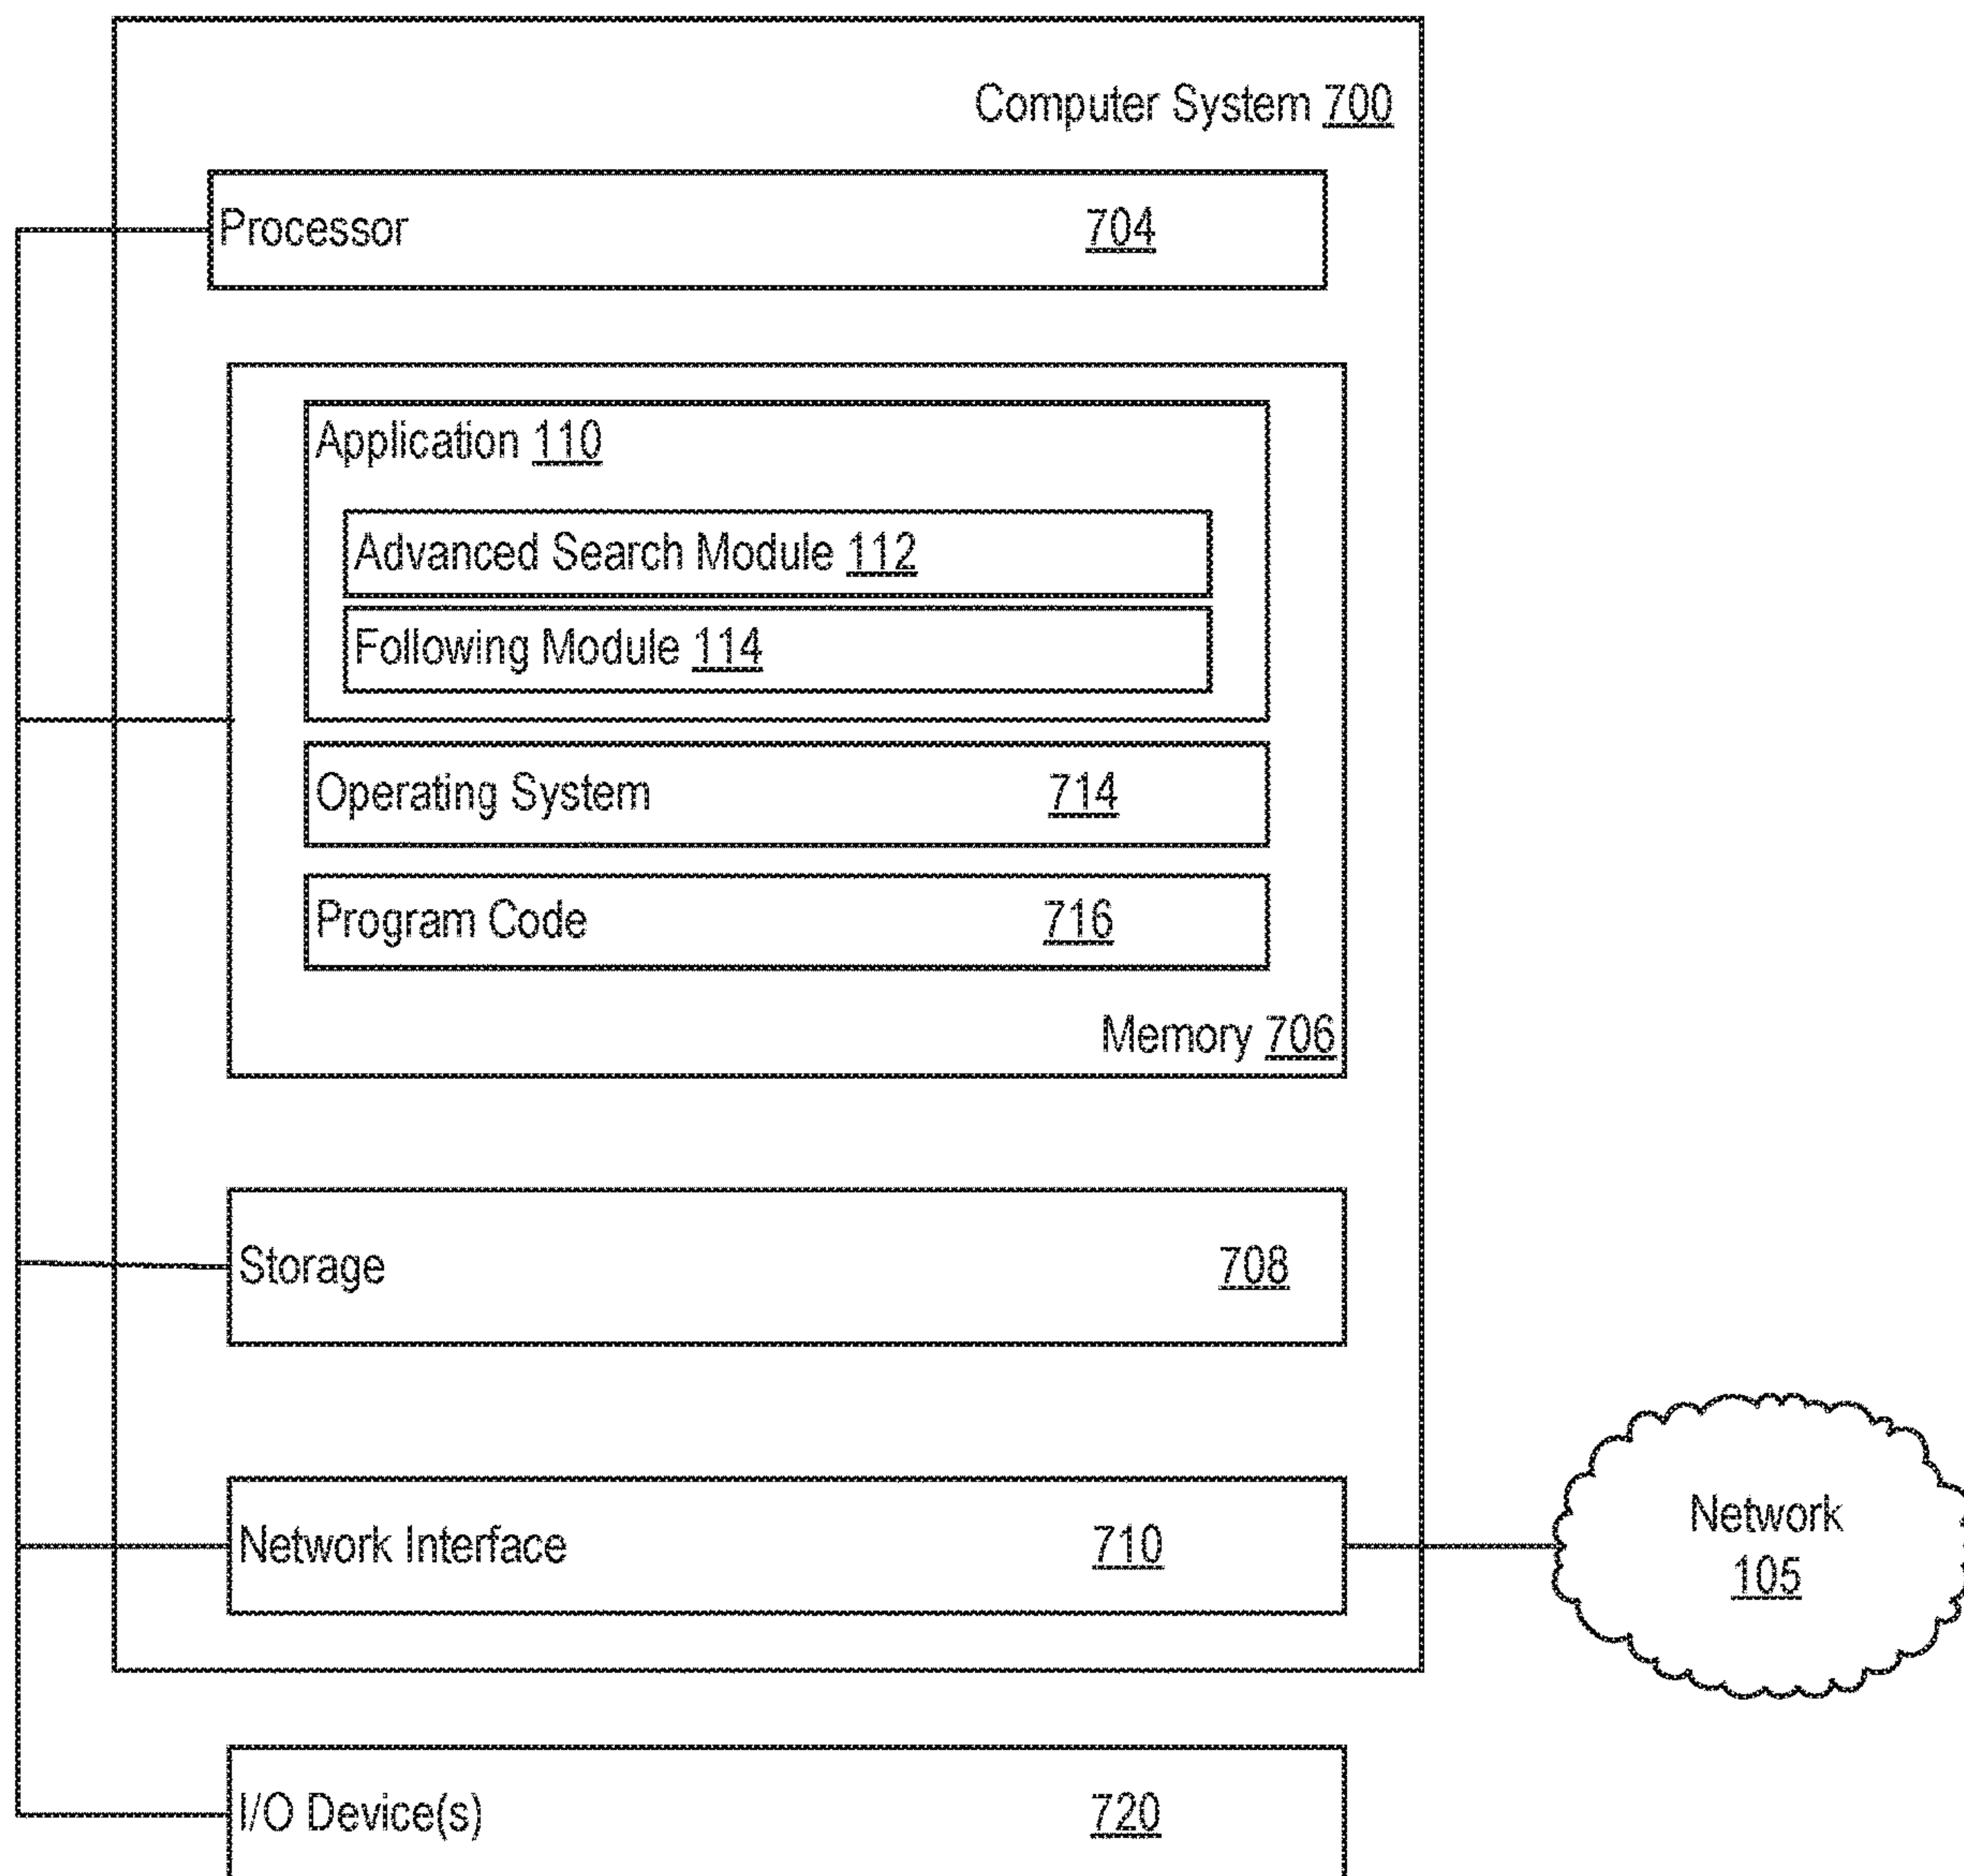 Computer System 700
Processor 704
Application 110
Advanced Search Module 112
Following Module 114
Operating System 714
Program Code 716
Memory 706
Storage 708
Network Interface 710
Network
105
I/O Device(s) 720